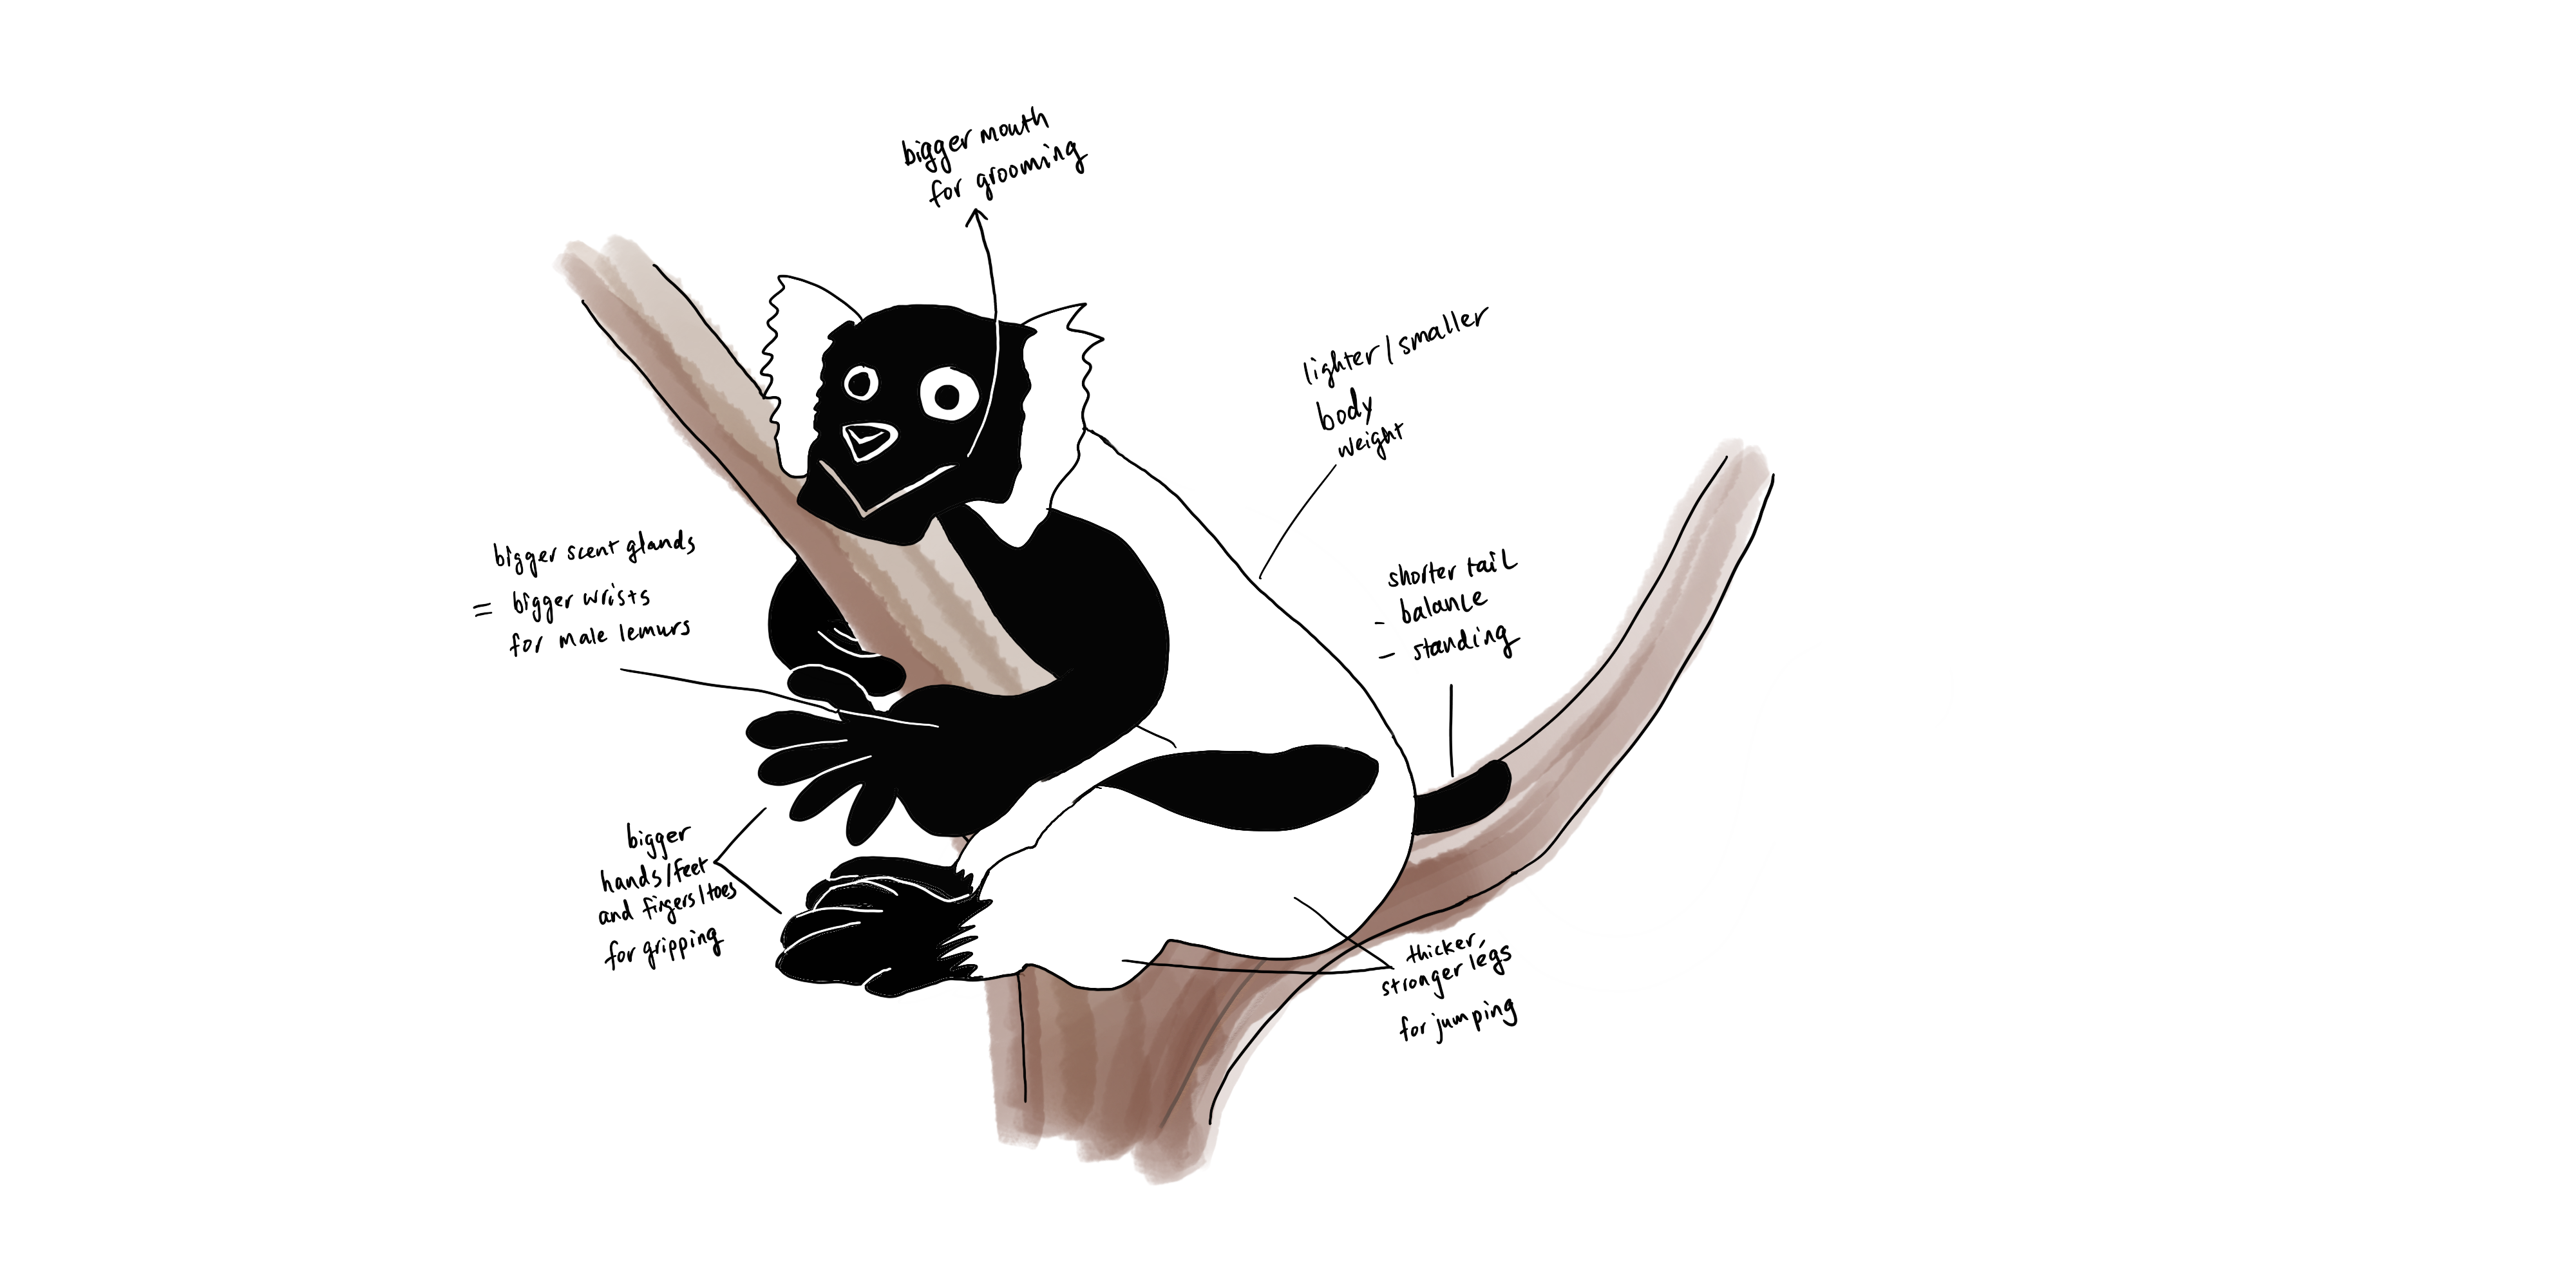 bigger mouth
for grooming
lighter/smaller
body
weight
bigger scent glands
= bigger wrists
for male lemurs
shorter tail
- balance
- standing
bigger
hands/feet
and fingers/toes
for gripping
thicker,
stronger legs
for jumping